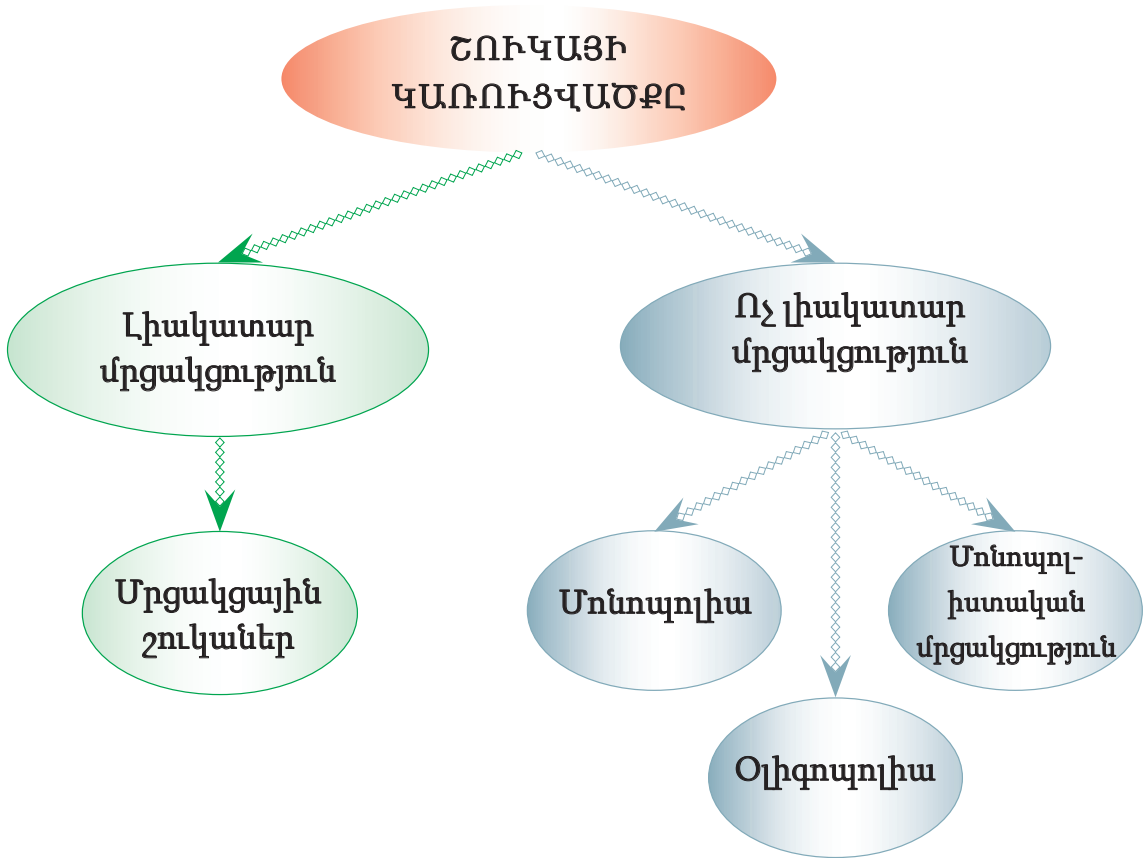 ՇՈՒԿԱՅԻ
ԿԱՌՈՒՑՎԱԾՔԸ
Լիակատար
մրցակցություն
Ոչ լիակատար
մրցակցություն
Մրցակցային
շուկաներ
Մոնոպոլիա
Մոնոպոլ-
իստական
մրցակցություն
Օլիգոպոլիա